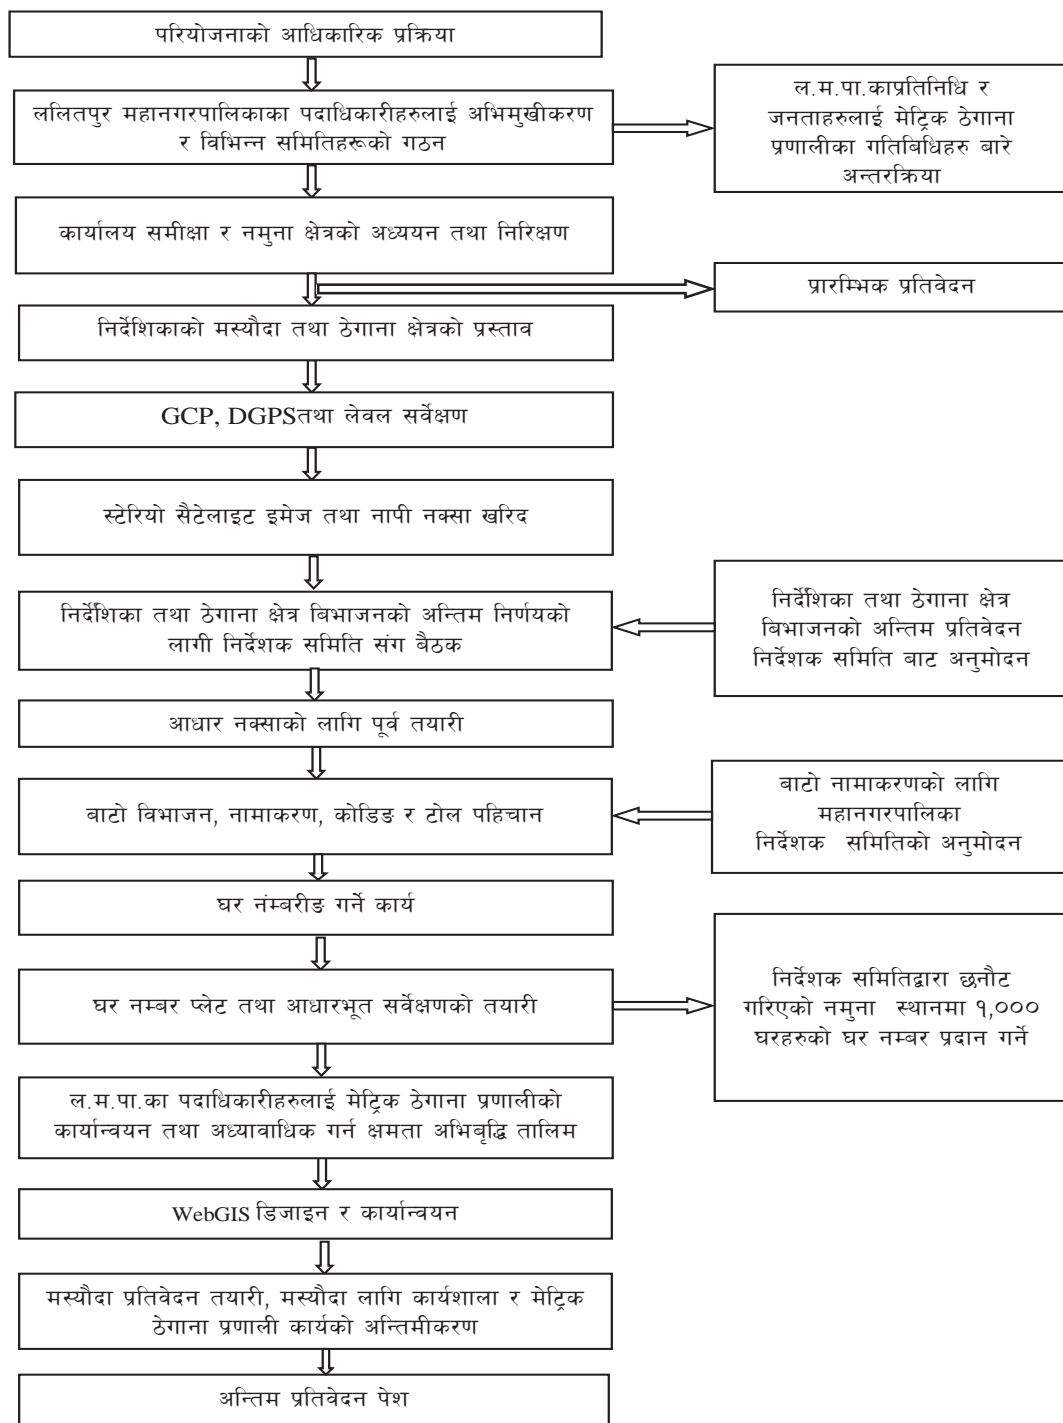 परियोजनाको आधिकारिक प्रक्रिया
ललितपुर महानगरपालिकाका पदाधिकारीहरुलाई अभिमुखीकरण
र विभिन्न समितिहरूको गठन
ल.म.पा.काप्रतिनिधि र
जनताहरुलाई मेट्रिक ठेगाना
प्रणालीका गतिबिधिहरु बारे
अन्तरक्रिया
कार्यालय समीक्षा र नमुना क्षेत्रको अध्ययन तथा निरिक्षण
प्रारम्भिक प्रतिवेदन
निर्देशिकाको मस्यौदा तथा ठेगाना क्षेत्रको प्रस्ताव
GCP, DGPSतथा लेवल सर्वेक्षण
स्टेरियो सैटेलाइट इमेज तथा नापी नक्सा खरिद
निर्देशिका तथा ठेगाना क्षेत्र बिभाजनको अन्तिम निर्णयको
लागी निर्देशक समिति संग बैठक
निर्देशिका तथा ठेगाना क्षेत्र
बिभाजनको अन्तिम प्रतिवेदन
निर्देशक समिति बाट अनुमोदन
आधार नक्साको लागि पूर्व तयारी
बाटो विभाजन, नामाकरण, कोडिङ र टोल पहिचान
बाटो नामाकरणको लागि
महानगरपालिका
निर्देशक समितिको अनुमोदन
घर नंम्बरीङ गर्ने कार्य
घर नम्बर प्लेट तथा आधारभूत सर्वेक्षणको तयारी
निर्देशक समितिद्वारा छनौट
गरिएको नमुना स्थानमा १,०००
घरहरुको घर नम्बर प्रदान गर्ने
ल.म.पा.का पदाधिकारीहरुलाई मेट्रिक ठेगाना प्रणालीको
कार्यान्वयन तथा अध्यावाधिक गर्न क्षमता अभिबृद्धि तालिम
WebGIS डिजाइन र कार्यान्वयन
मस्यौदा प्रतिवेदन तयारी, मस्यौदा लागि कार्यशाला र मेट्रिक
ठेगाना प्रणाली कार्यको अन्तिमीकरण
अन्तिम प्रतिवेदन पेश